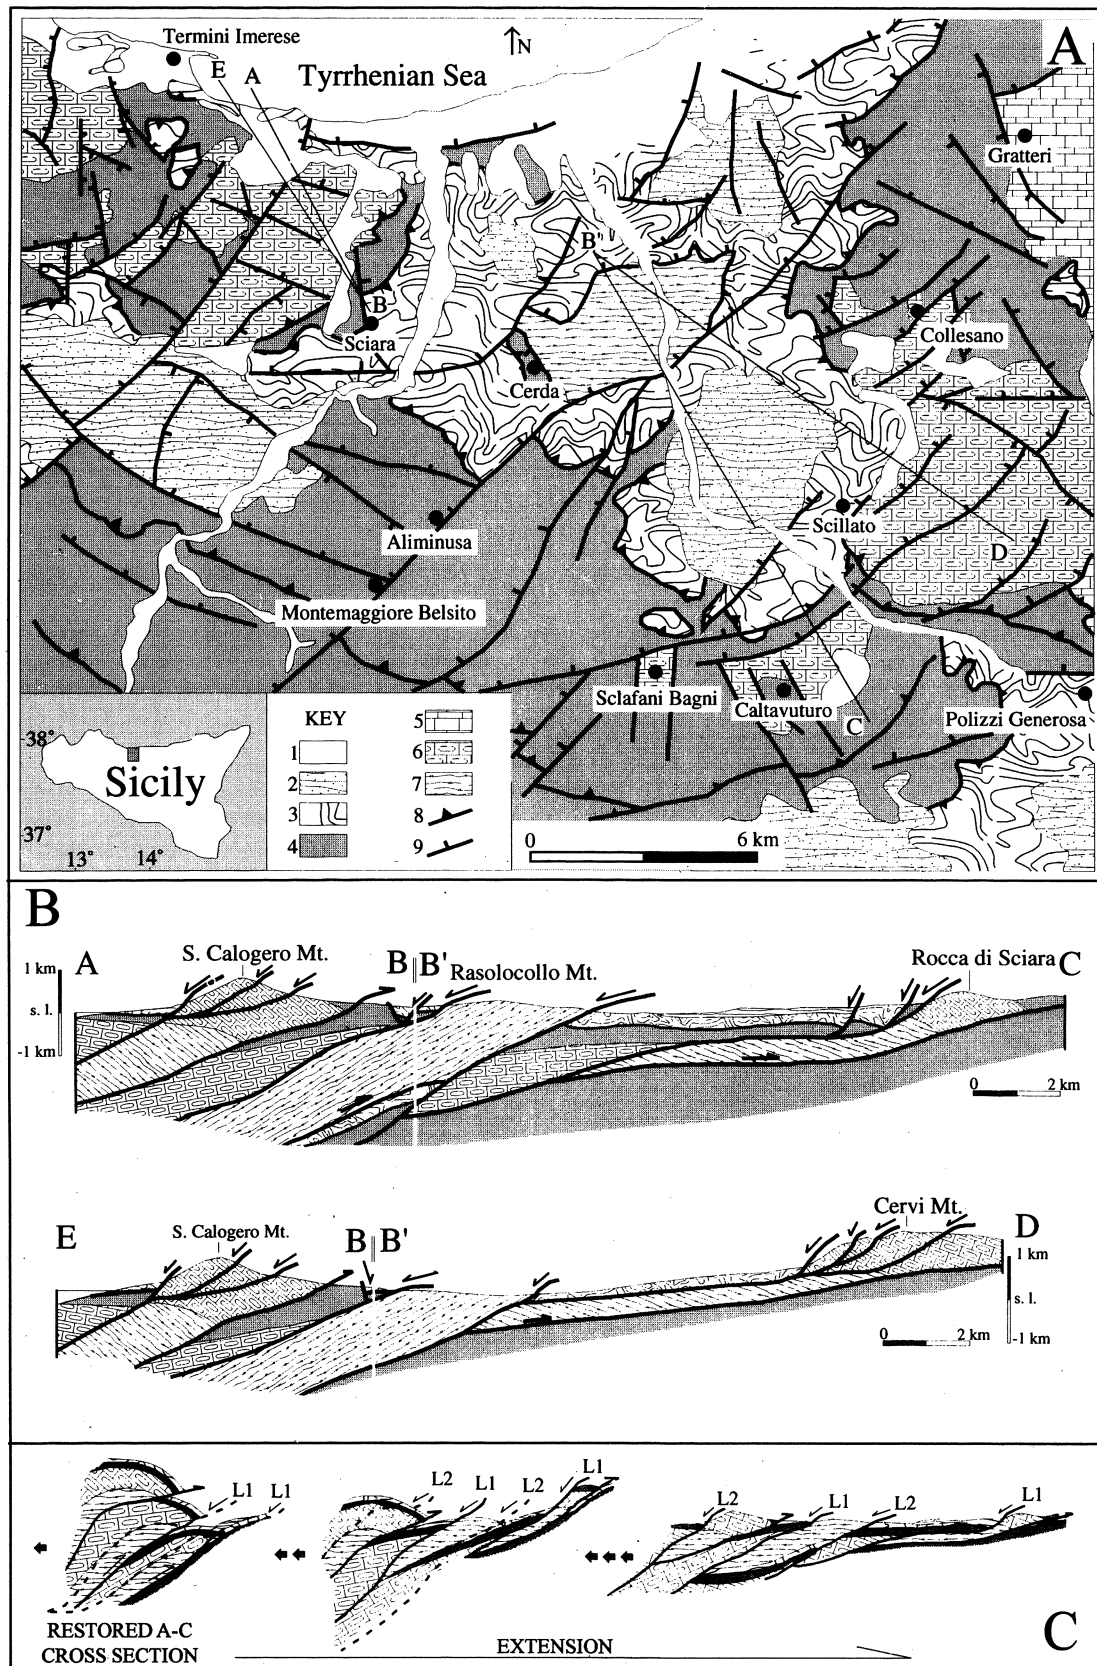 A
Termini Imerese
N
E
A
Tyrrhenian Sea
Gratteri
B'
B
Sciara
Collesano
Cerda
Scillato
Aliminusa
D
Montemaggiore Belsito
Sclafani Bagni
Caltavuturo
C
Polizzi Generosa
38°
Sicily
37°
13°
14°
KEY
1
2
3
4
5
6
7
8
9
0
6 km
B
A
S. Calogero Mt.
B
B'
Rasolocollo Mt.
Rocca di Sciara
C
1 km
s. l.
-1 km
0
2 km
E
S. Calogero Mt.
B
B'
Cervi Mt.
D
1 km
s. l.
-1 km
0
2 km
L1
L1
L2
L1
L2
L1
L2
L1
L2
L1
RESTORED A-C
CROSS SECTION
EXTENSION
C